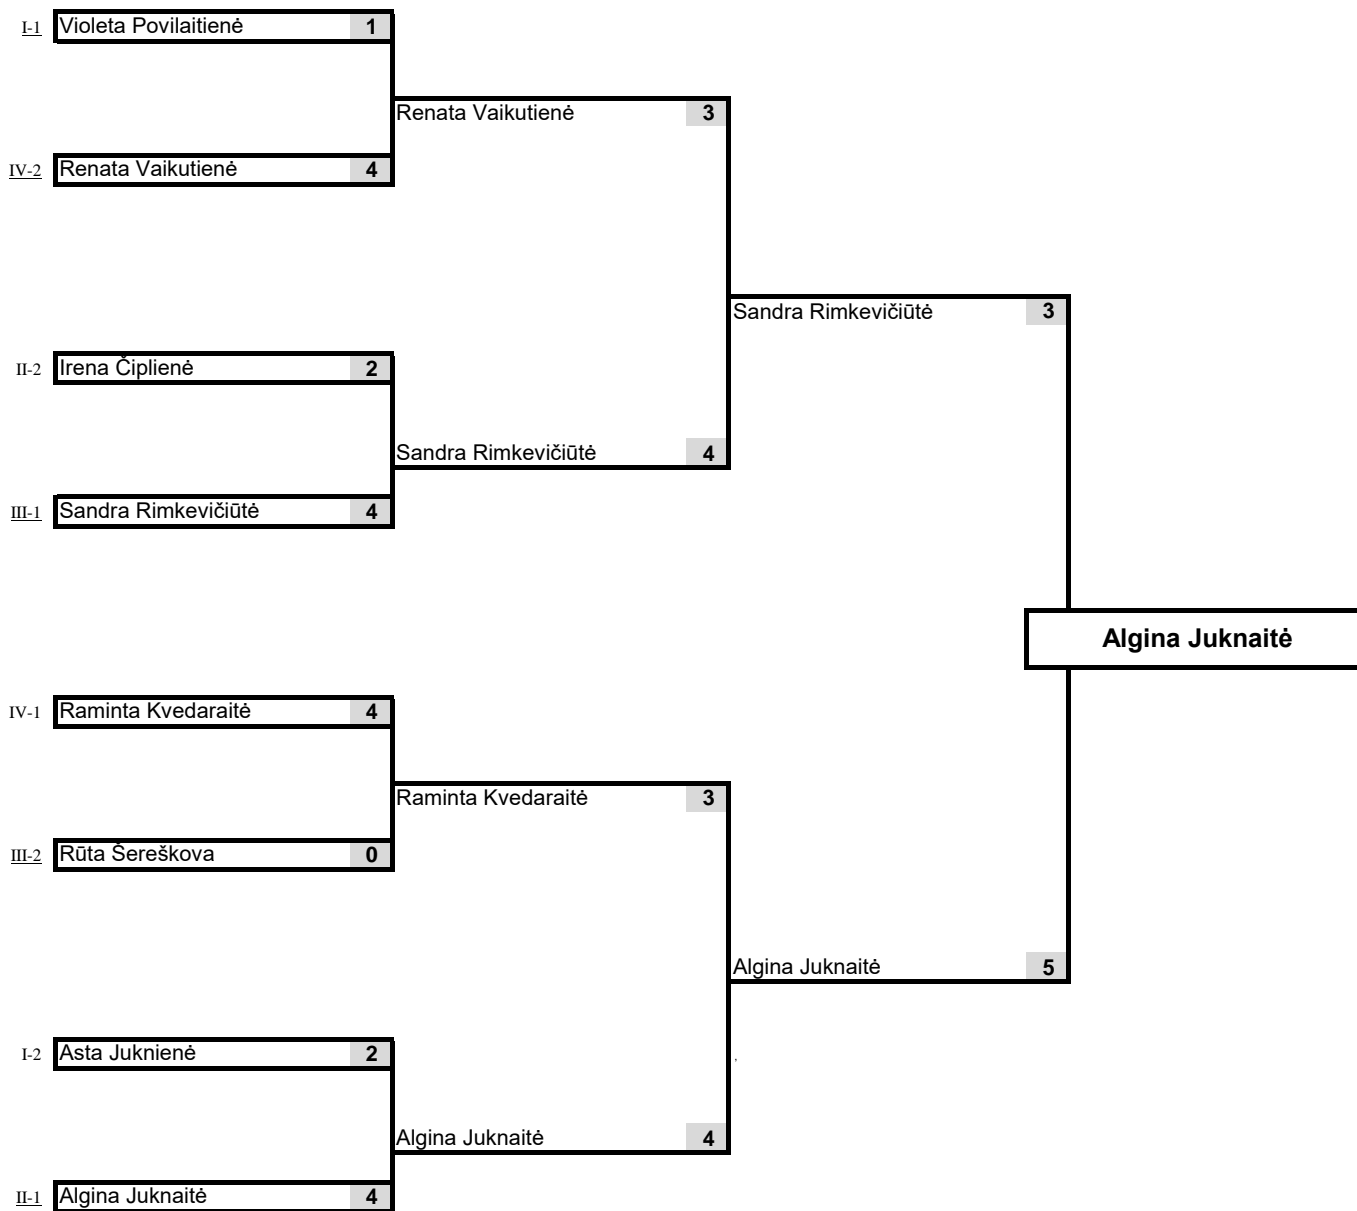 I-1 Violeta Povilaitienė 1
Renata Vaikutienė 3
IV-2 Renata Vaikutienė 4
Sandra Rimkevičiūtė 3
II-2 Irena Čiplienė 2
Sandra Rimkevičiūtė 4
III-1 Sandra Rimkevičiūtė 4
Algina Juknaitė
IV-1 Raminta Kvedaraitė 4
Raminta Kvedaraitė 3
III-2 Rūta Šereškova 0
Algina Juknaitė 5
I-2 Asta Juknienė 2
,
Algina Juknaitė 4
II-1 Algina Juknaitė 4